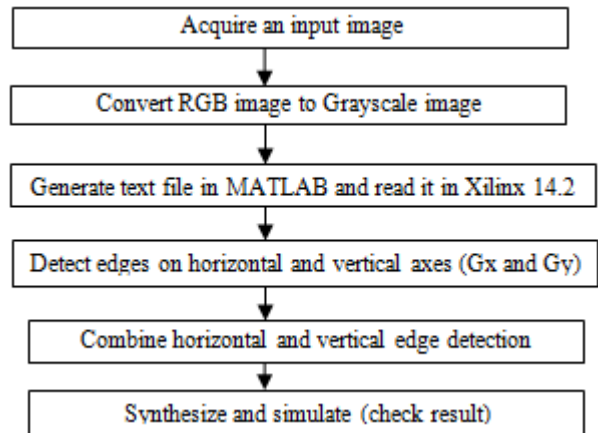 Acquire an input image
Convert RGB image to Grayscale image
Generate text file in MATLAB and read it in Xilinx 14.2
Detect edges on horizontal and vertical axes (Gx and Gy)
Combine horizontal and vertical edge detection
Synthesize and simulate (check result)